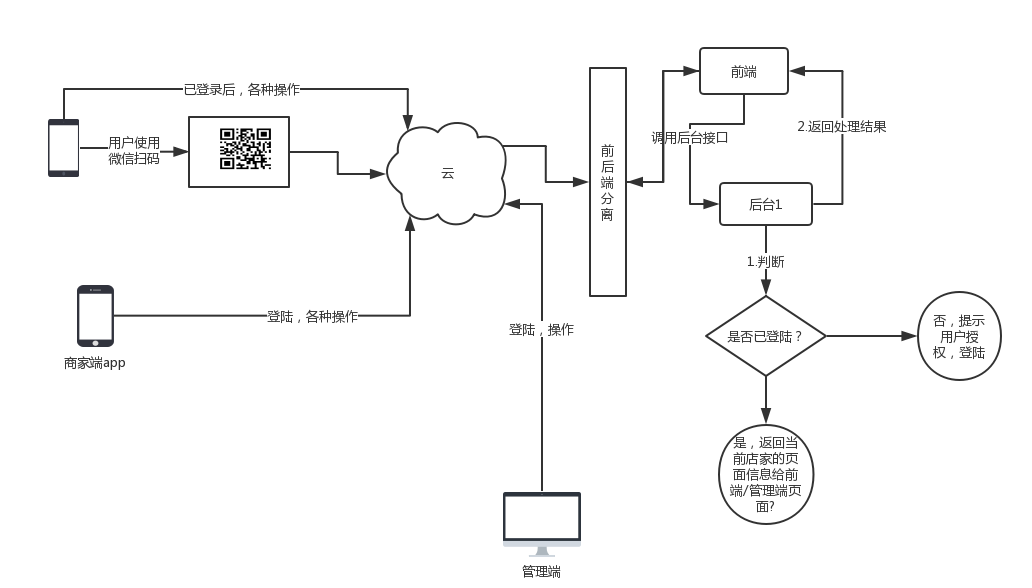 已登录后，各种操作
用户使用
微信扫码
云
前
后
端
分
离
前端
调用后台接口
2.返回处理结果
后台1
1.判断
是否已登陆？
否，提示
用户授
权，登陆
是，返回当
前店家的页
面信息给前
端/管理端页
面?
登陆，各种操作
商家端app
登陆，操作
管理端